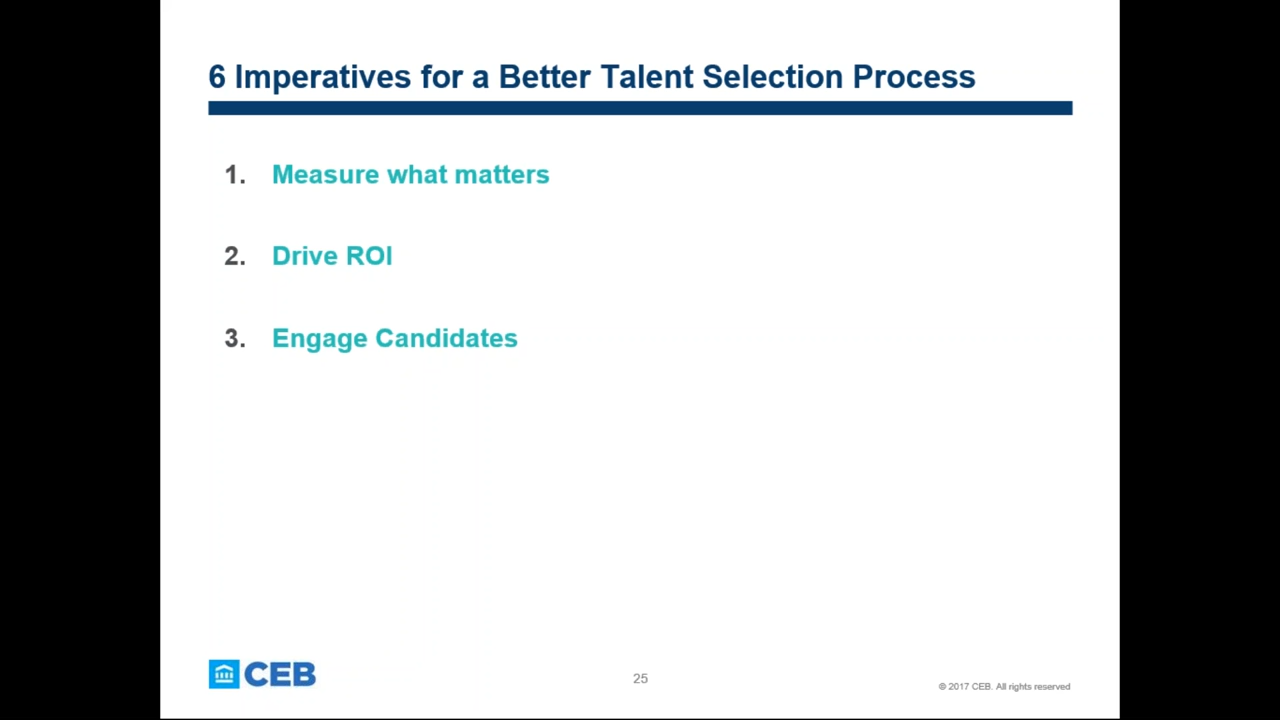 6 Imperatives for a Better Talent Selection Process
1. Measure what matters
2. Drive ROI
3. Engage Candidates
CEB
25
© 2017 CEB. All rights reserved